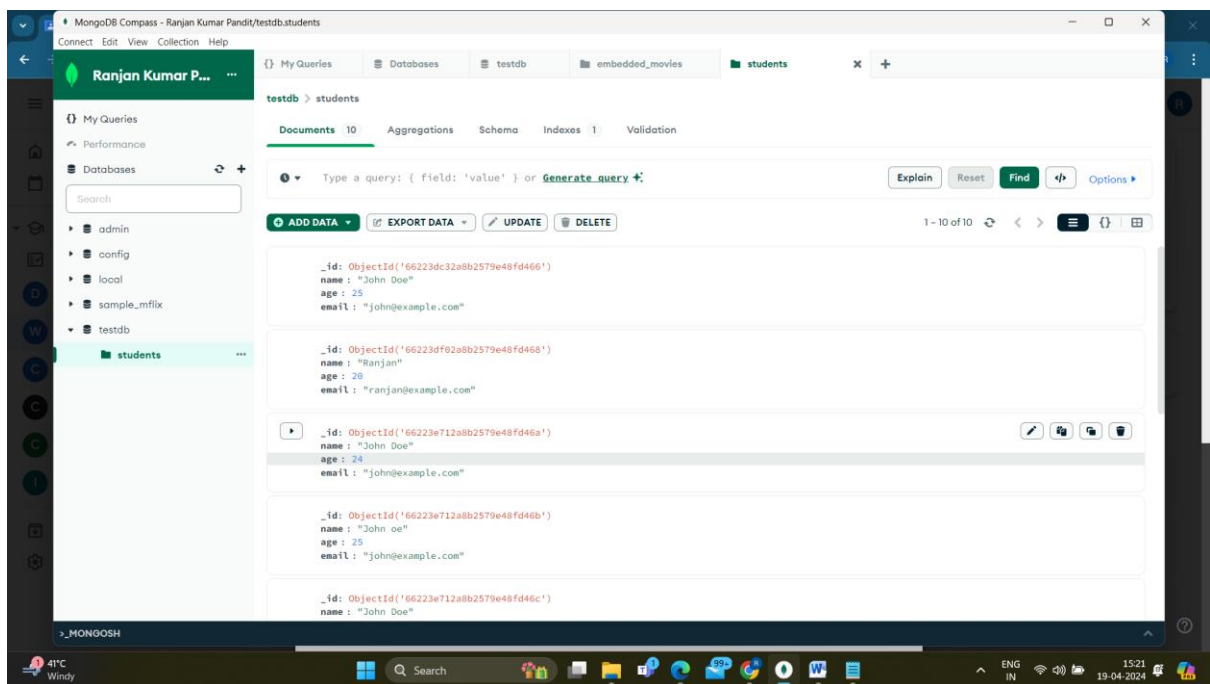 MongoDB Compass - Ranjan Kumar Pandit/testdb.students
Connect Edit View Collection Help
Ranjan Kumar P... ...
{} My Queries
Performance
Databases
Search
admin
config
local
sample_mflix
testdb
students
{} My Queries Databases testdb embedded_movies students
testdb > students
Documents 10 Aggregations Schema Indexes 1 Validation
Type a query: { field: 'value' } or Generate query
Explain Reset Find </> Options
ADD DATA EXPORT DATA UPDATE DELETE
1 – 10 of 10 {}
_id: ObjectId('66223dc32a8b2579e48fd466')
name : "John Doe"
age : 25
email : "john@example.com"
_id: ObjectId('66223df02a8b2579e48fd468')
name : "Ranjan"
age : 20
email : "ranjan@example.com"
_id: ObjectId('66223e712a8b2579e48fd46a')
name : "John Doe"
age : 24
email : "john@example.com"
_id: ObjectId('66223e712a8b2579e48fd46b')
name : "John oe"
age : 25
email : "john@example.com"
_id: ObjectId('66223e712a8b2579e48fd46c')
name : "John Doe"
>_MONGOSH
1
41°C
Windy
Search
99+
ENG
IN
15:21
19-04-2024